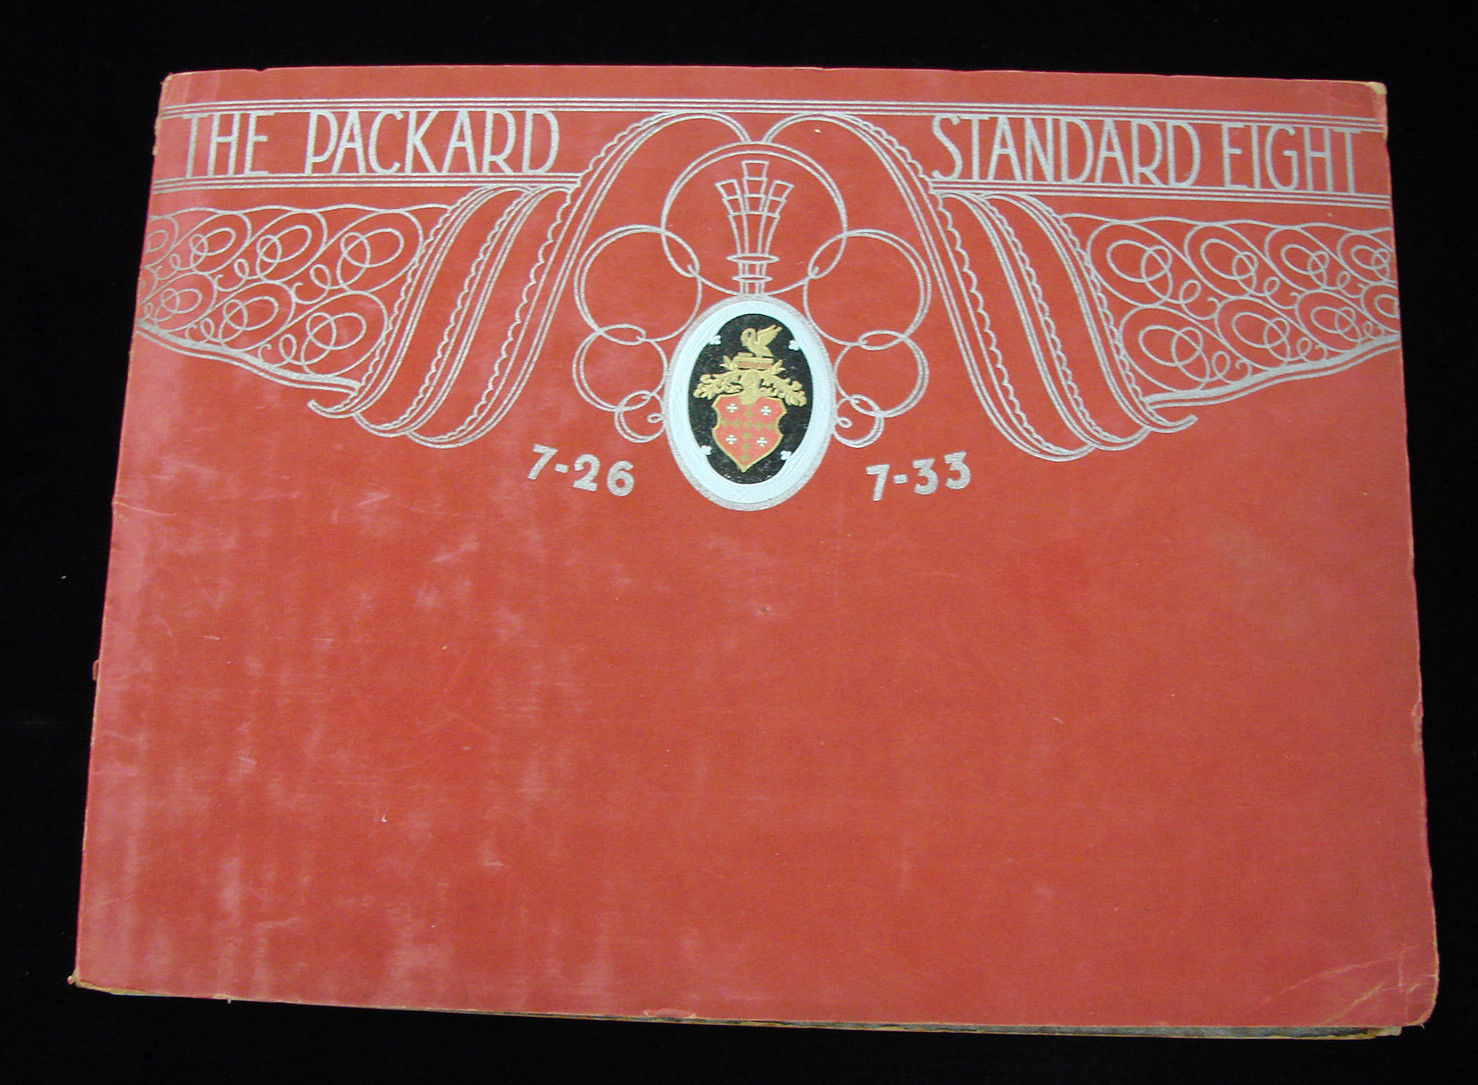 THE PACKARD STANDARD EIGHT
7-26 7-33